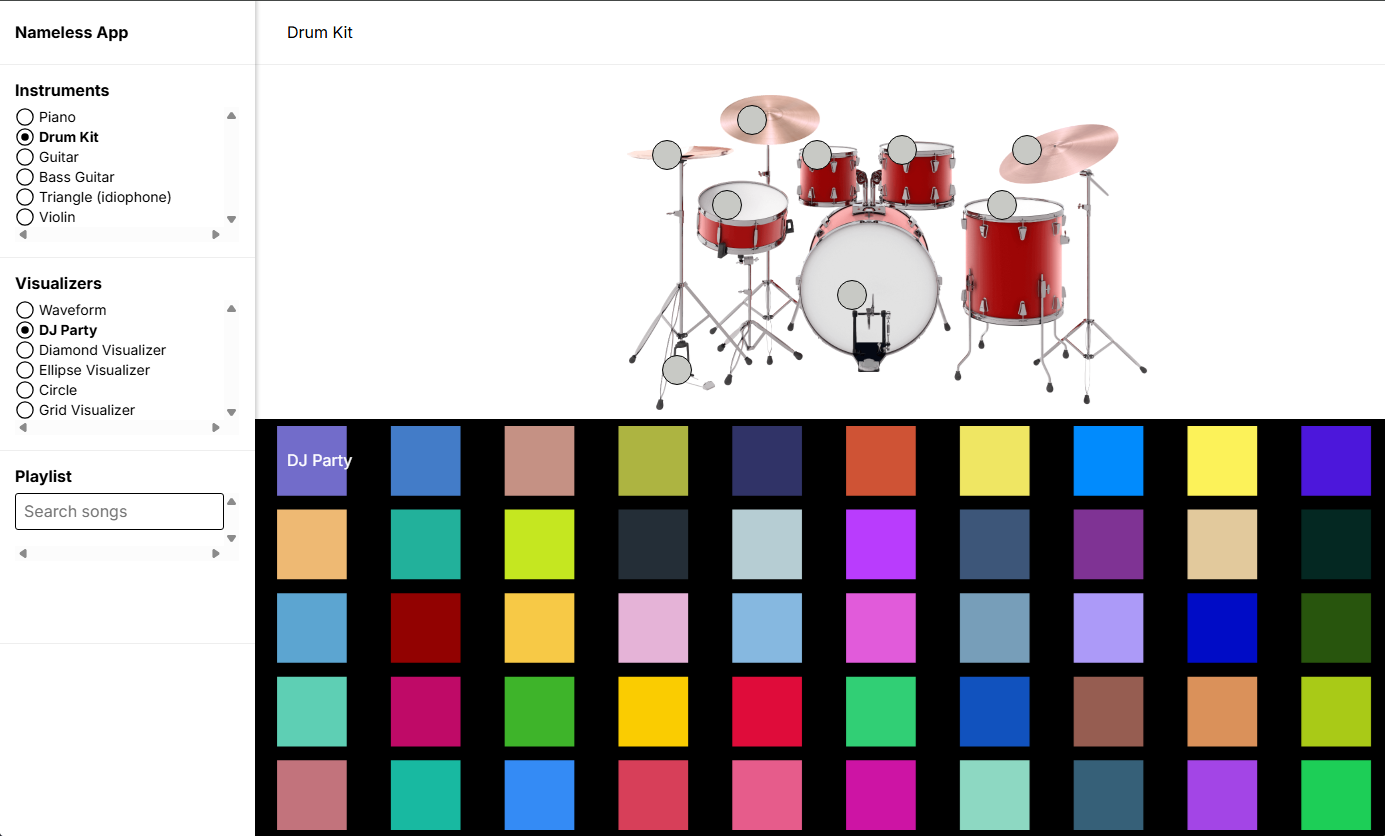 Nameless App
Drum Kit
Instruments
Piano
Drum Kit
Guitar
Bass Guitar
Triangle (idiophone)
Violin
Visualizers
Waveform
DJ Party
Diamond Visualizer
Ellipse Visualizer
Circle
Grid Visualizer
Playlist
Search songs
DJ Party